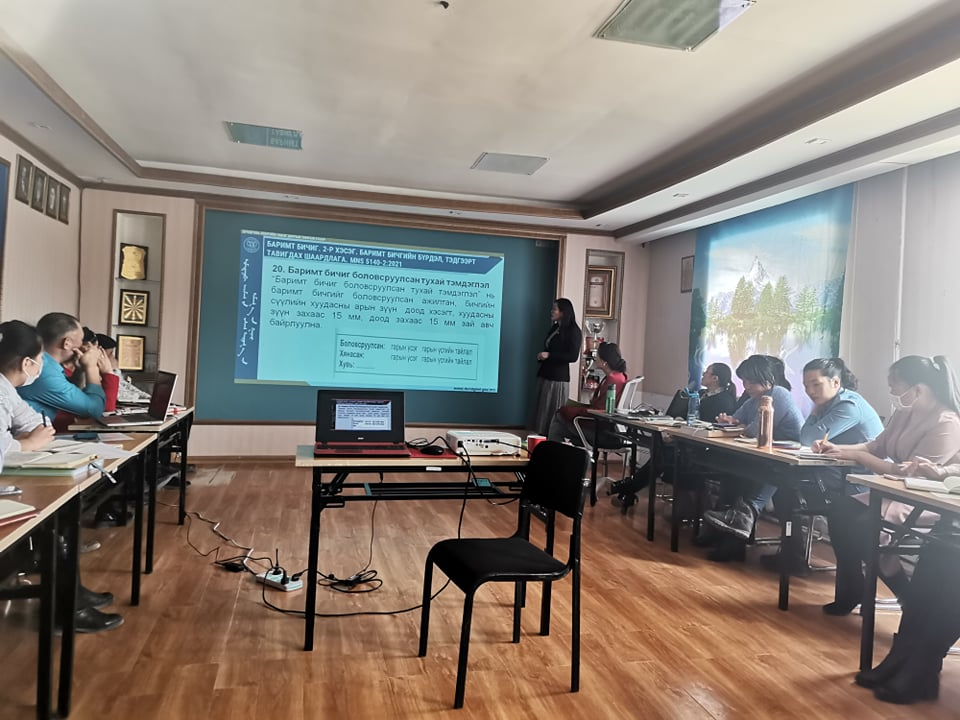 БАРИМТ БИЧИГ. 2-Р ХЭСЭГ. БАРИМТ БИЧГИЙН БҮРДЭЛ, ТЭДГЭЭРТ
ТАВИГДАХ ШААРДЛАГА. MNS 5140-2:2021
20. Баримт бичиг боловсруулсан тухай тэмдэглэл
"Баримт бичиг боловсруулсан тухай тэмдэглэл" нь
баримт бичгийг боловсруулсан ажилтан, бичгийн
сүүлийн хуудасны арын зүүн доод хэсэгт, хуудасны
зүүн захаас 15 мм, доод захаас 15 мм зай авч
байрлуулна.
Боловсруулсан: гарын үсэг гарын үсгийн тайлал
Хянасан: гарын үсэг гарын үсгийн тайлал
Хувь: